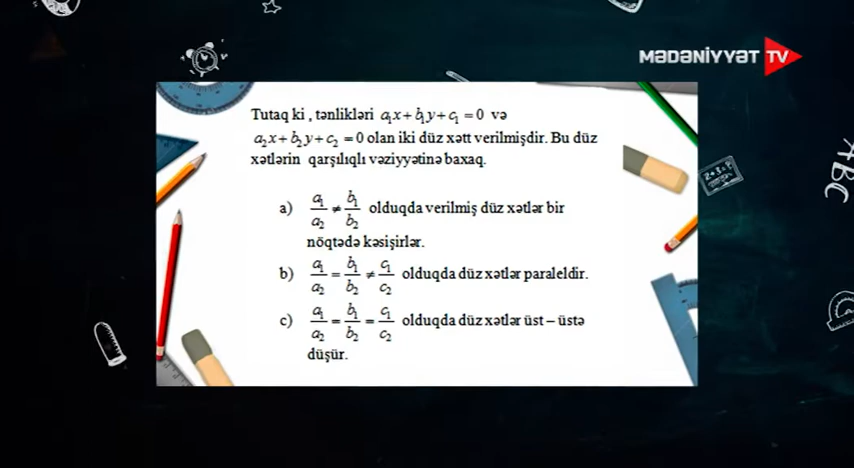 MƏDƏNİYYƏT TV
Tutaq ki , tənlikləri a₁x + b₁y + c₁ = 0 və
a₂x + b₂y + c₂ = 0 olan iki düz xətt verilmişdir. Bu düz
xətlərin qarşılıqlı vəziyyətinə baxaq.
a) a₁/a₂ ≠ b₁/b₂ olduqda verilmiş düz xətlər bir
nöqtədə kəsişirlər.
b) a₁/a₂ = b₁/b₂ ≠ c₁/c₂ olduqda düz xətlər paraleldir.
c) a₁/a₂ = b₁/b₂ = c₁/c₂ olduqda düz xətlər üst – üstə
düşür.
2+3=?
ABC